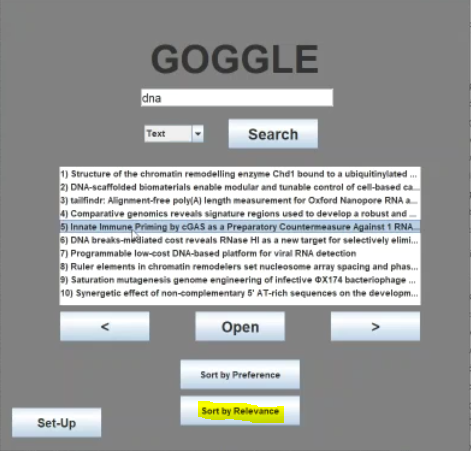 GOGGLE
dna
Text
Search
1) Structure of the chromatin remodelling enzyme Chd1 bound to a ubiquitinylated ...
2) DNA-scaffolded biomaterials enable modular and tunable control of cell-based ca...
3) tailfindr: Alignment-free poly(A) length measurement for Oxford Nanopore RNA a...
4) Comparative genomics reveals signature regions used to develop a robust and ...
5) Innate Immune Priming by cGAS as a Preparatory Countermeasure Against 1 RNA...
6) DNA breaks-mediated cost reveals RNase HI as a new target for selectively elimi...
7) Programmable low-cost DNA-based platform for viral RNA detection
8) Ruler elements in chromatin remodelers set nucleosome array spacing and phas...
9) Saturation mutagenesis genome engineering of infective ΦX174 bacteriophage ...
10) Synergetic effect of non-complementary 5' AT-rich sequences on the developm...
<
Open
>
Sort by Preference
Sort by Relevance
Set-Up